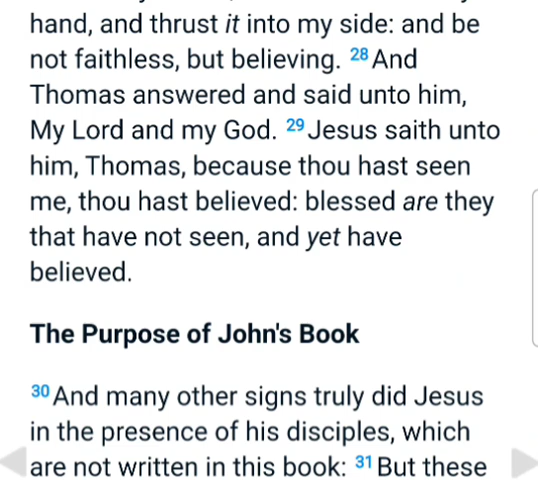 hand, and thrust it into my side: and be
not faithless, but believing. 28 And
Thomas answered and said unto him,
My Lord and my God. 29 Jesus saith unto
him, Thomas, because thou hast seen
me, thou hast believed: blessed are they
that have not seen, and yet have
believed.
The Purpose of John's Book
30 And many other signs truly did Jesus
in the presence of his disciples, which
are not written in this book: 31 But these